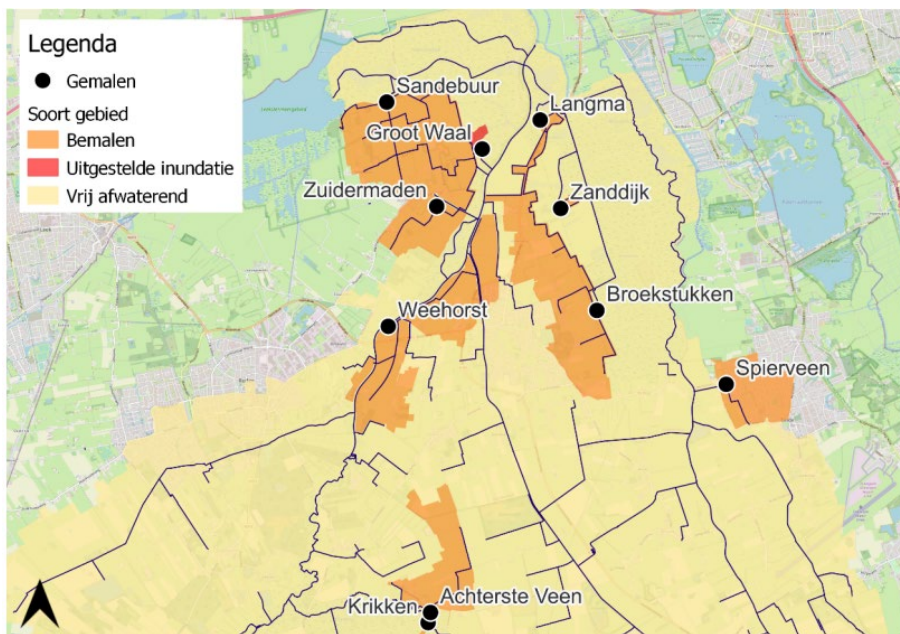 Legenda
Gemalen
Soort gebied
Bemalen
Uitgestelde inundatie
Vrij afwaterend
Sandebuur
Langma
Groot Waal
Zuidermaden
Zanddijk
Broekstukken
Weehorst
Spierveen
Achterste Veen
Krikken